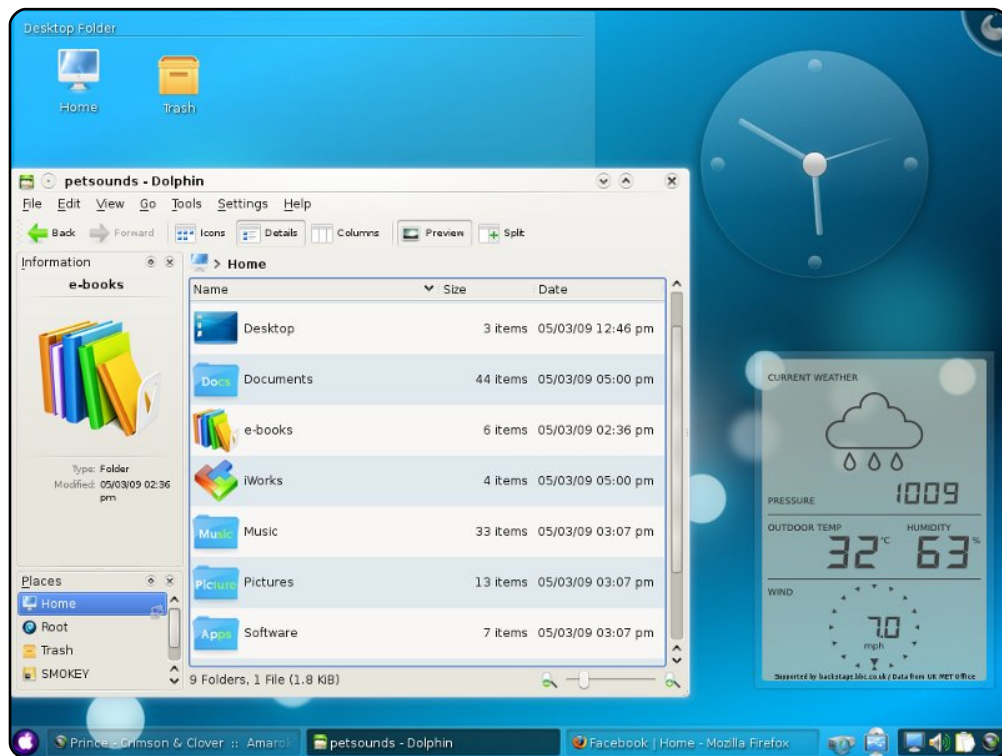 Desktop Folder
Home
Trash
petsounds - Dolphin
File Edit View Go Tools Settings Help
Back Forward Icons Details Columns Preview Split
Information
e-books
Type: Folder
Modified: 05/03/09 02:36
pm
Home
Name Size Date
Desktop 3 items 05/03/09 12:46 pm
Docs Documents 44 items 05/03/09 05:00 pm
e-books 6 items 05/03/09 02:36 pm
iWorks 4 items 05/03/09 05:00 pm
Music Music 33 items 05/03/09 03:07 pm
Picture Pictures 13 items 05/03/09 03:07 pm
Apps Software 7 items 05/03/09 03:07 pm
Places
Home
Root
Trash
SMOKEY
9 Folders, 1 File (1.8 KiB)
CURRENT WEATHER
PRESSURE 1009
OUTDOOR TEMP HUMIDITY
32°C 63%
WIND
7.0
mph
Supported by backstage.bbc.co.uk / Data from UK MET Office
Prince - Crimson & Clover :: Amarok
petsounds - Dolphin
Facebook | Home - Mozilla Firefox